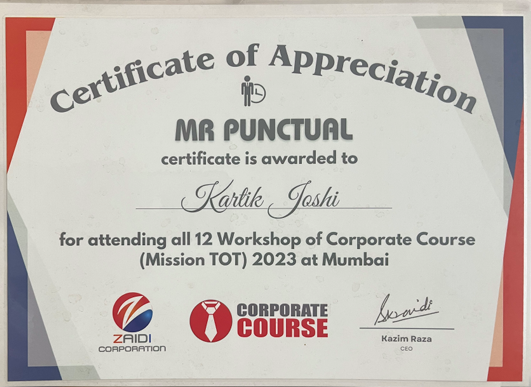 Certificate of Appreciation
MR PUNCTUAL
certificate is awarded to
Kartik Joshi
for attending all 12 Workshop of Corporate Course
(Mission TOT) 2023 at Mumbai
ZAIDI
CORPORATION
CORPORATE
COURSE
Kazim Raza
CEO